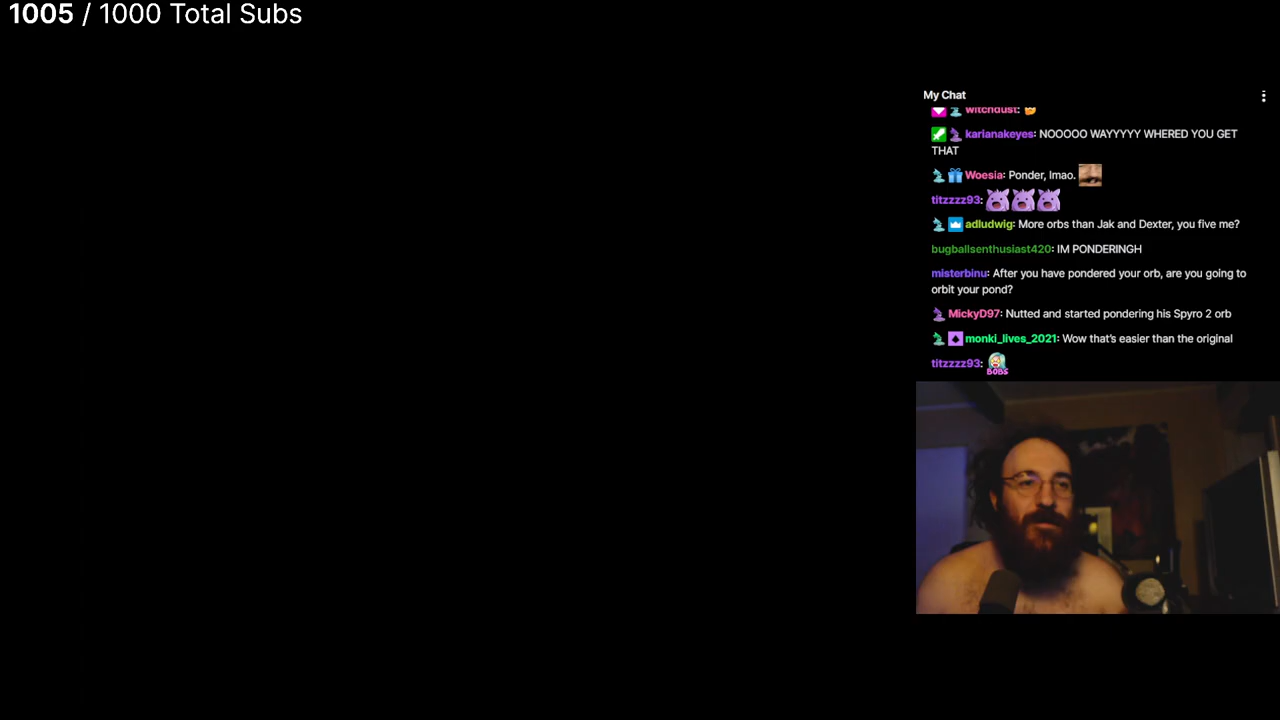 1005 / 1000 Total Subs
My Chat
witchdust:
karianakeyes: NOOOOO WAYYYYY WHERED YOU GET
THAT
Woesia: Ponder, lmao.
titzzzz93:
adludwig: More orbs than Jak and Dexter, you five me?
bugballsenthusiast420: IM PONDERINGH
misterbinu: After you have pondered your orb, are you going to
orbit your pond?
MickyD97: Nutted and started pondering his Spyro 2 orb
monki_lives_2021: Wow that's easier than the original
titzzzz93:
BOBS